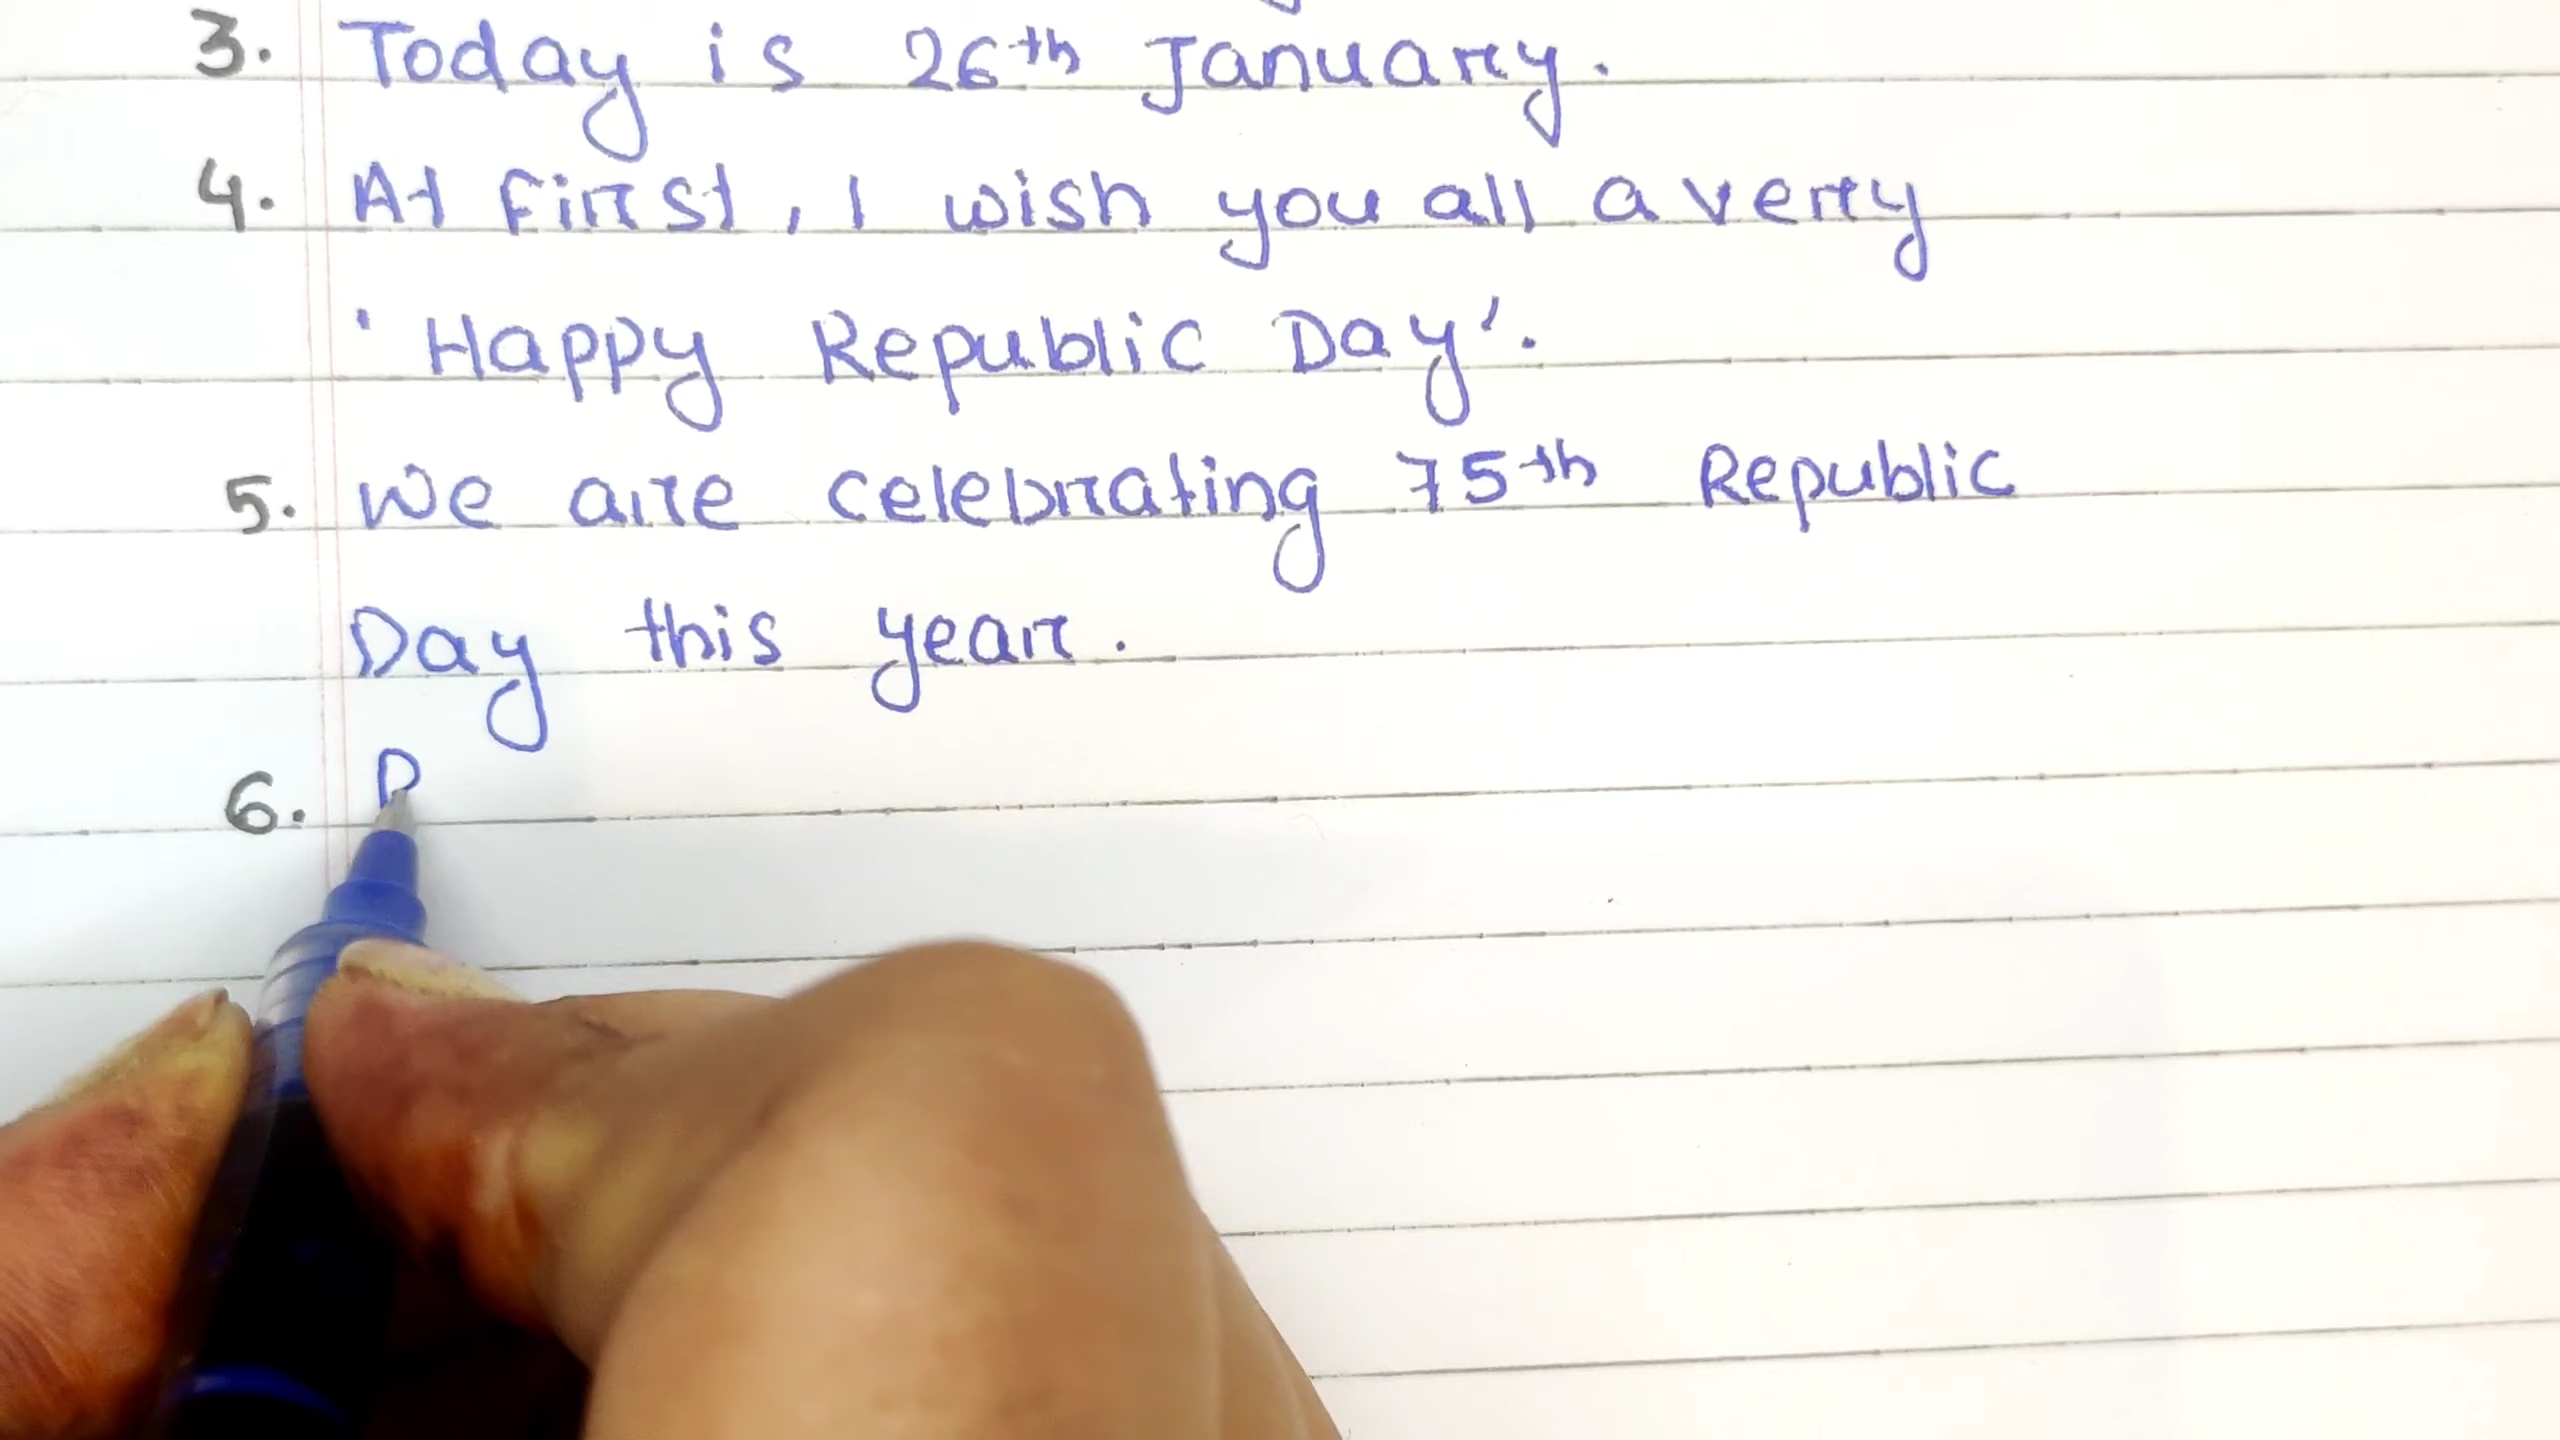 3. Today is 26th January.
4. At first, I wish you all a very
'Happy Republic Day'.
5. We are celebrating 75th Republic
Day this year.
6.